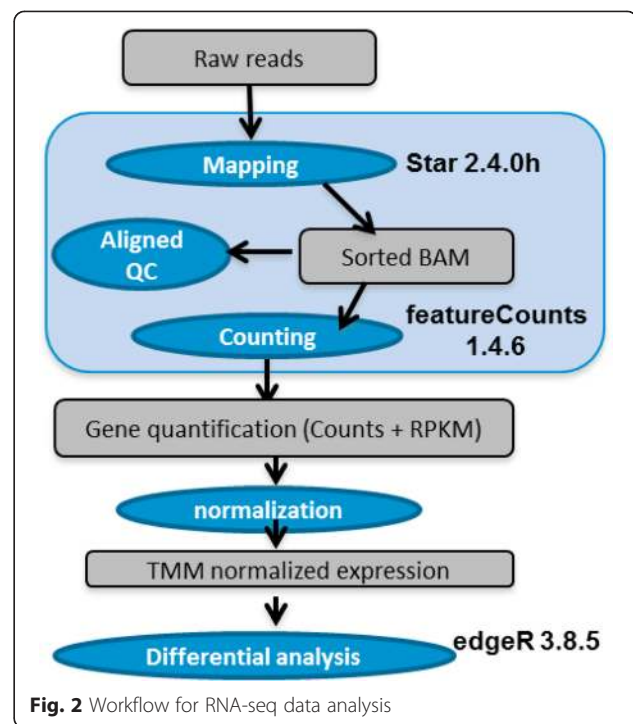 Raw reads
Mapping
Star 2.4.0h
Aligned
QC
Sorted BAM
featureCounts
1.4.6
Counting
Gene quantification (Counts + RPKM)
normalization
TMM normalized expression
edgeR 3.8.5
Differential analysis
Fig. 2 Workflow for RNA-seq data analysis